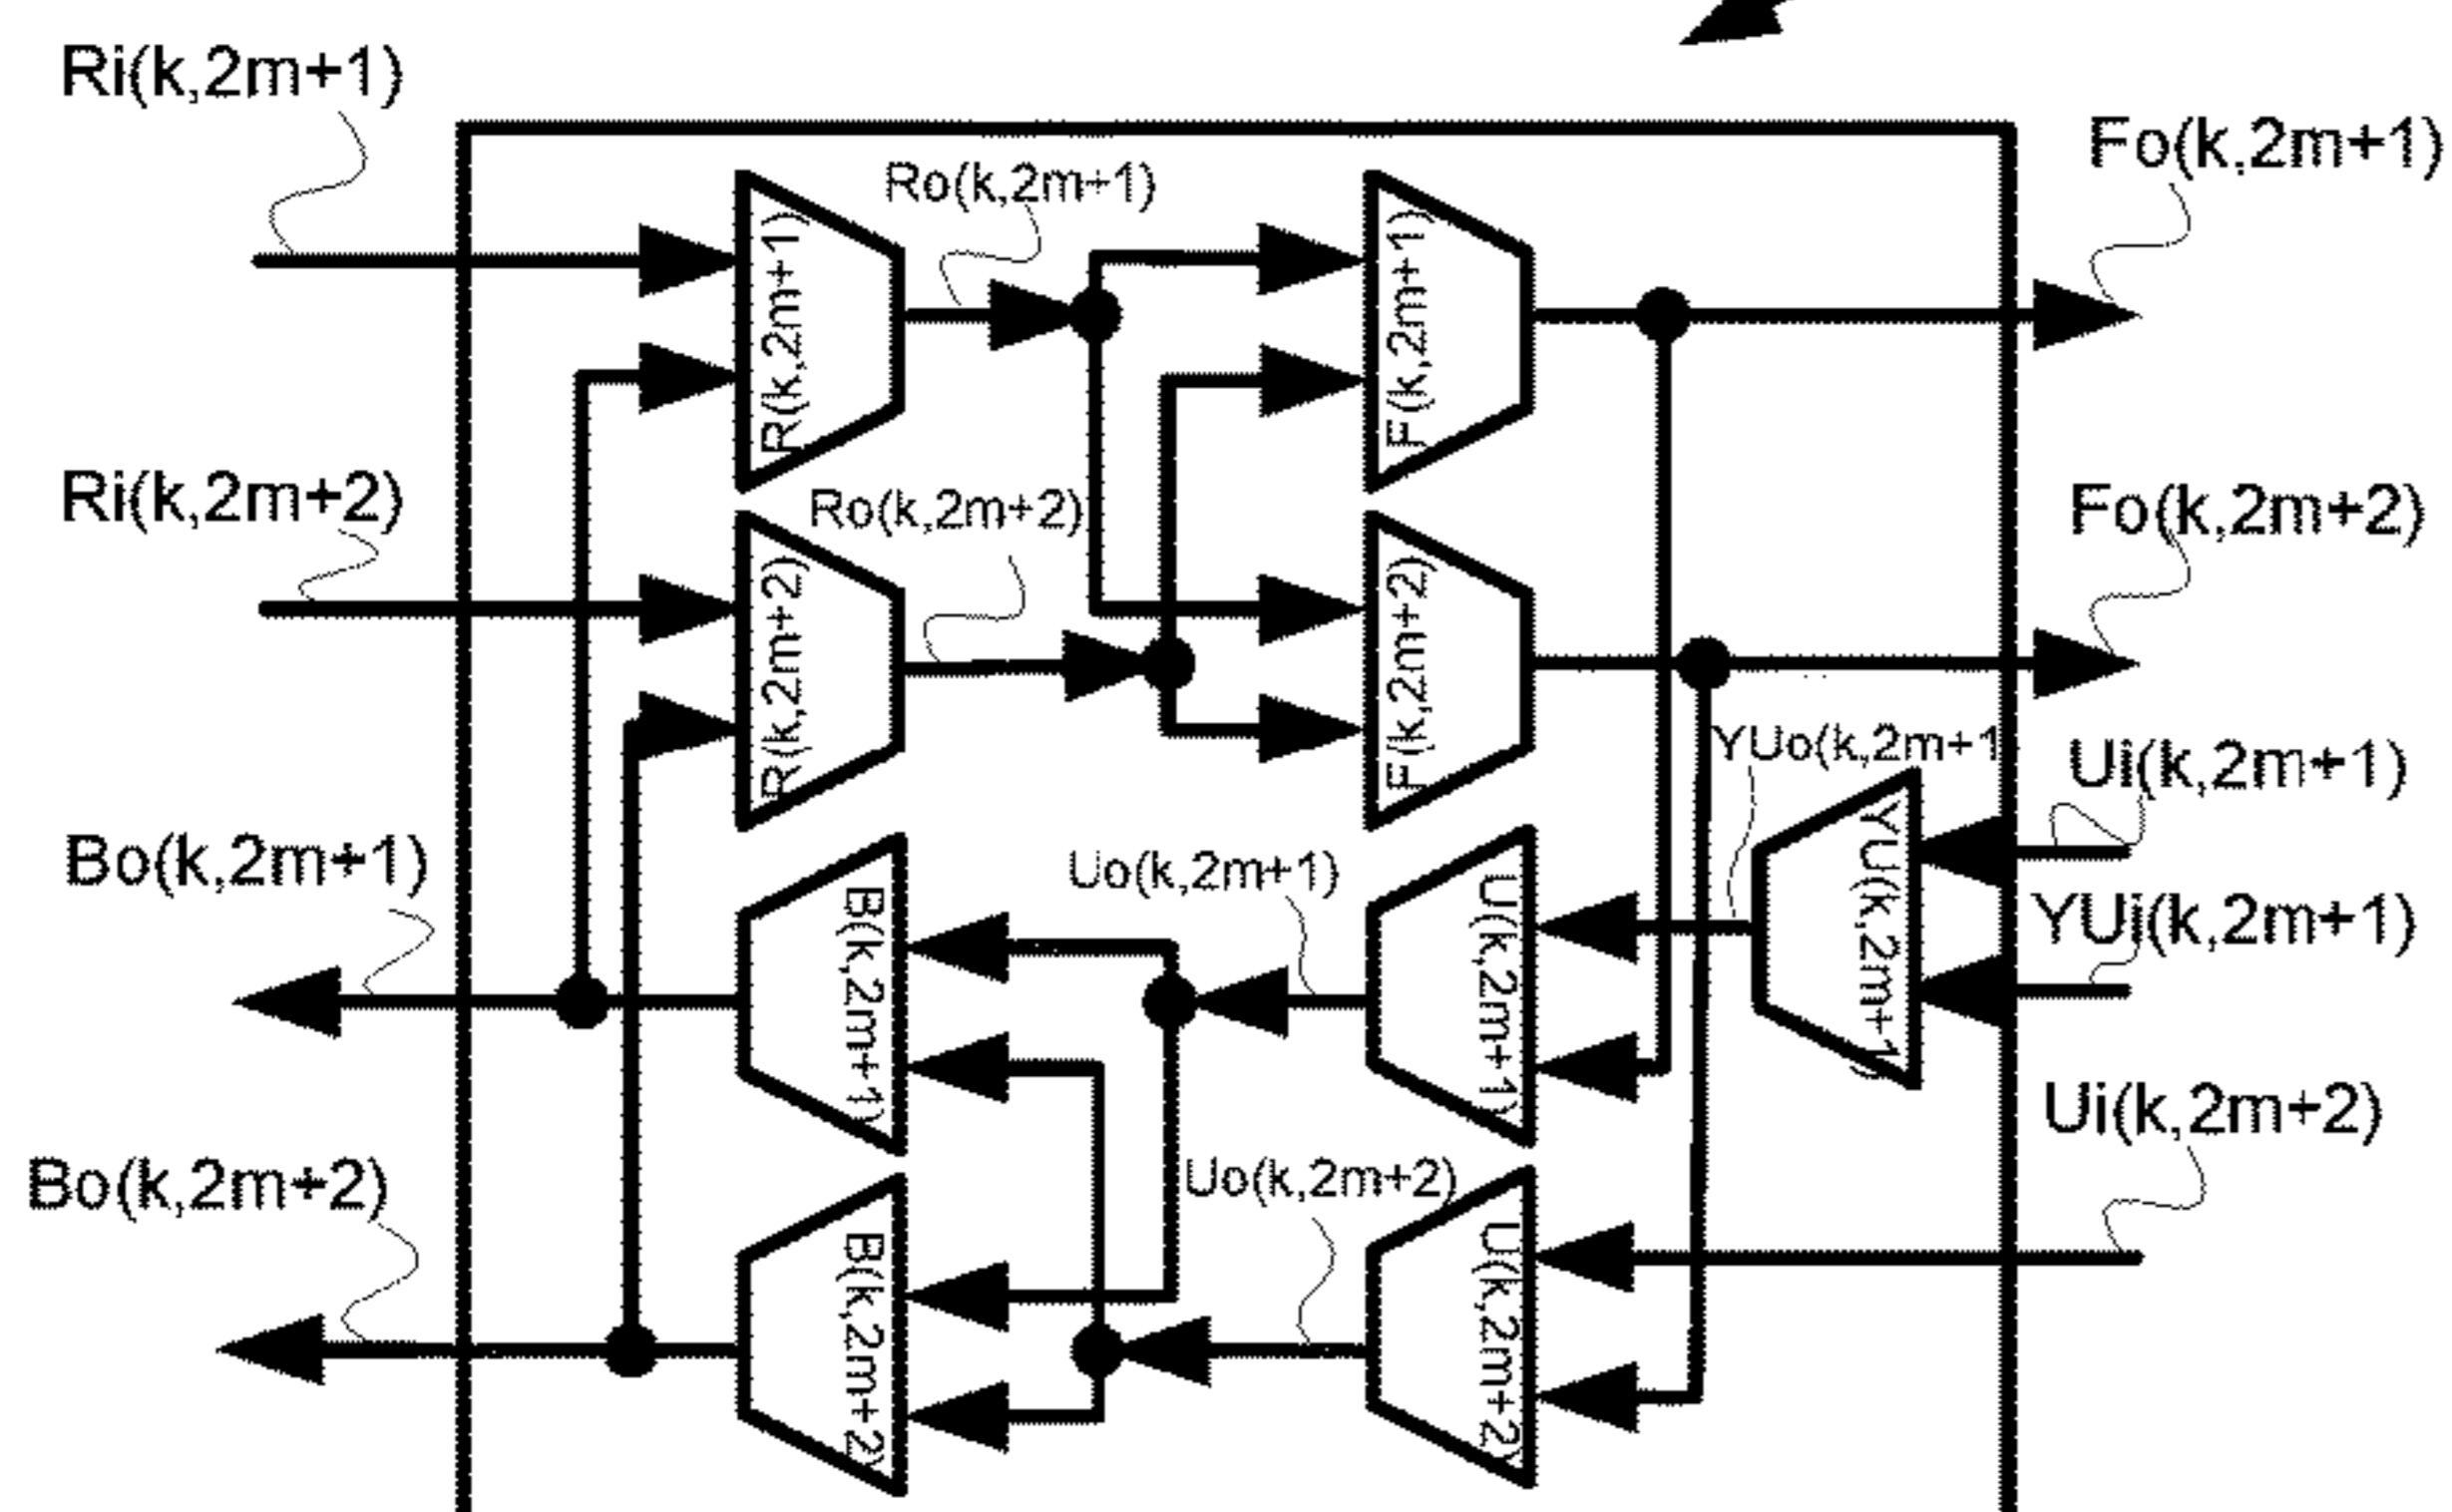 Ri(k,2m+1)
Fo(k,2m+1)
Ro(k,2m+1)
R(k,2m+1)
F(k,2m+1)
Ri(k,2m+2)
Ro(k,2m+2)
Fo(k,2m+2)
R(k,2m+2)
F(k,2m+2)
YUo(k,2m+1
Ui(k,2m+1)
Bo(k,2m+1)
Uo(k,2m+1)
YUi(k,2m+1)
B(k,2m+1)
U(k,2m+1)
YU(k,2m+1)
Ui(k,2m+2)
Bo(k,2m+2)
Uo(k,2m+2)
B(k,2m+2)
U(k,2m+2)